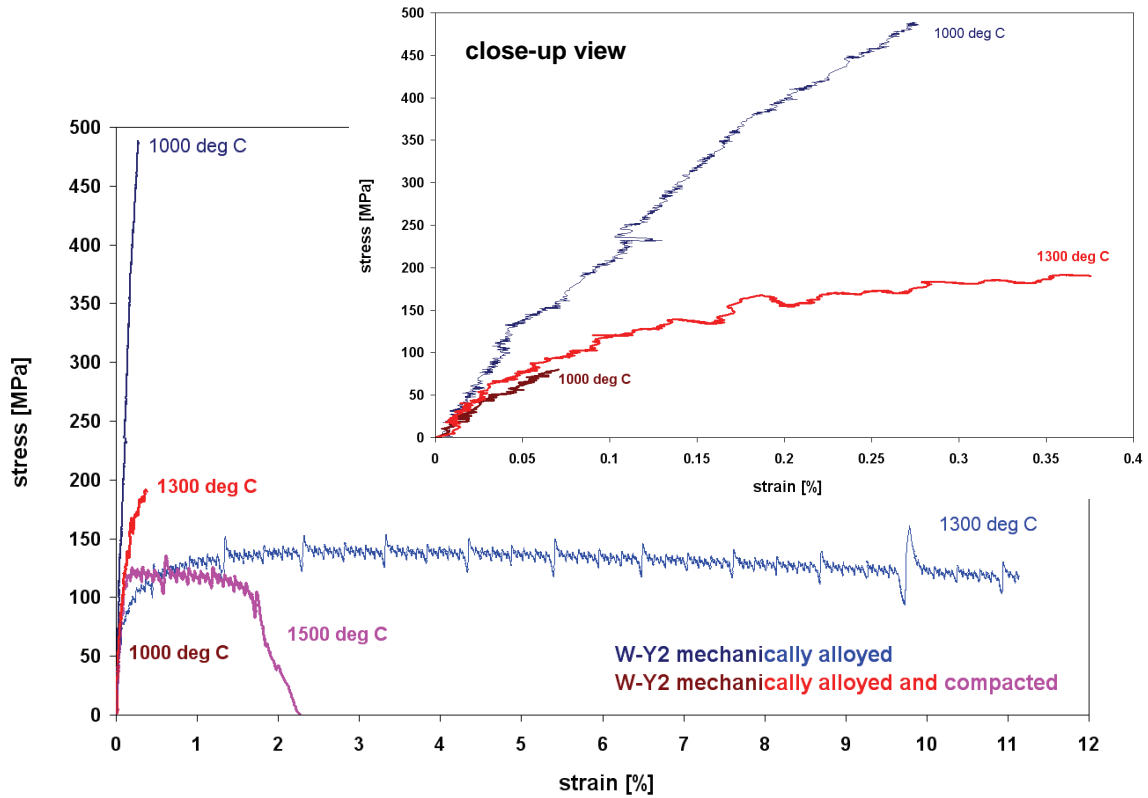 500
450
400
350
300
250
200
150
100
50
0
0
0.05
0.1
0.15
0.2
0.25
0.3
0.35
0.4
stress [MPa]
strain [%]
close-up view
1000 deg C
1300 deg C
1000 deg C
500
450
400
350
300
250
200
150
100
50
0
0
1
2
3
4
5
6
7
8
9
10
11
12
stress [MPa]
strain [%]
1000 deg C
1300 deg C
1300 deg C
1500 deg C
1000 deg C
W-Y2 mechanically alloyed
W-Y2 mechanically alloyed and compacted